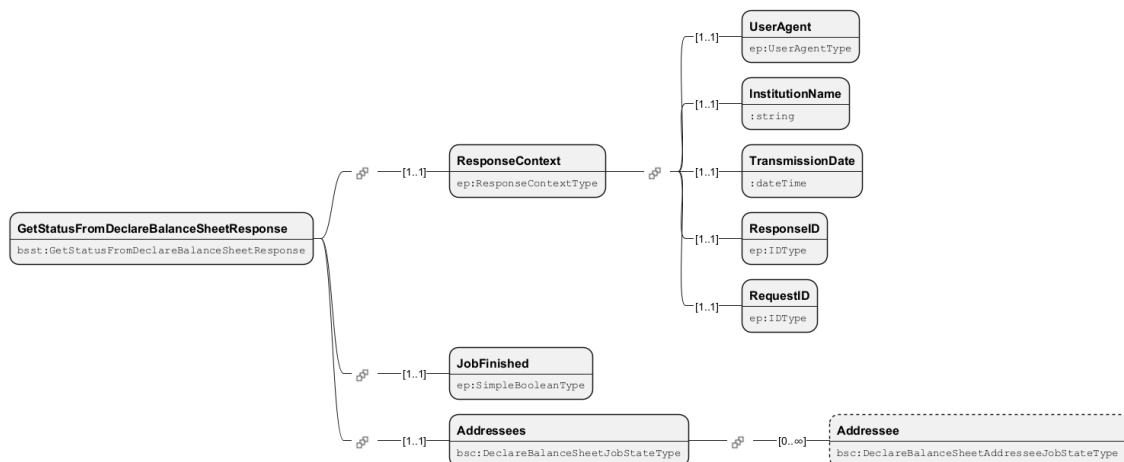 UserAgent
[1..1]
ep:UserAgentType
InstitutionName
[1..1]
:string
ResponseContext
[1..1]
ep:ResponseContextType
TransmissionDate
[1..1]
:dateTime
GetStatusFromDeclareBalanceSheetResponse
bsst:GetStatusFromDeclareBalanceSheetResponse
ResponseID
[1..1]
ep:IDType
RequestID
[1..1]
ep:IDType
JobFinished
[1..1]
ep:SimpleBooleanType
Addressees
[1..1]
bsc:DeclareBalanceSheetJobStateType
Addressee
[0..∞]
bsc:DeclareBalanceSheetAddresseeJobStateType